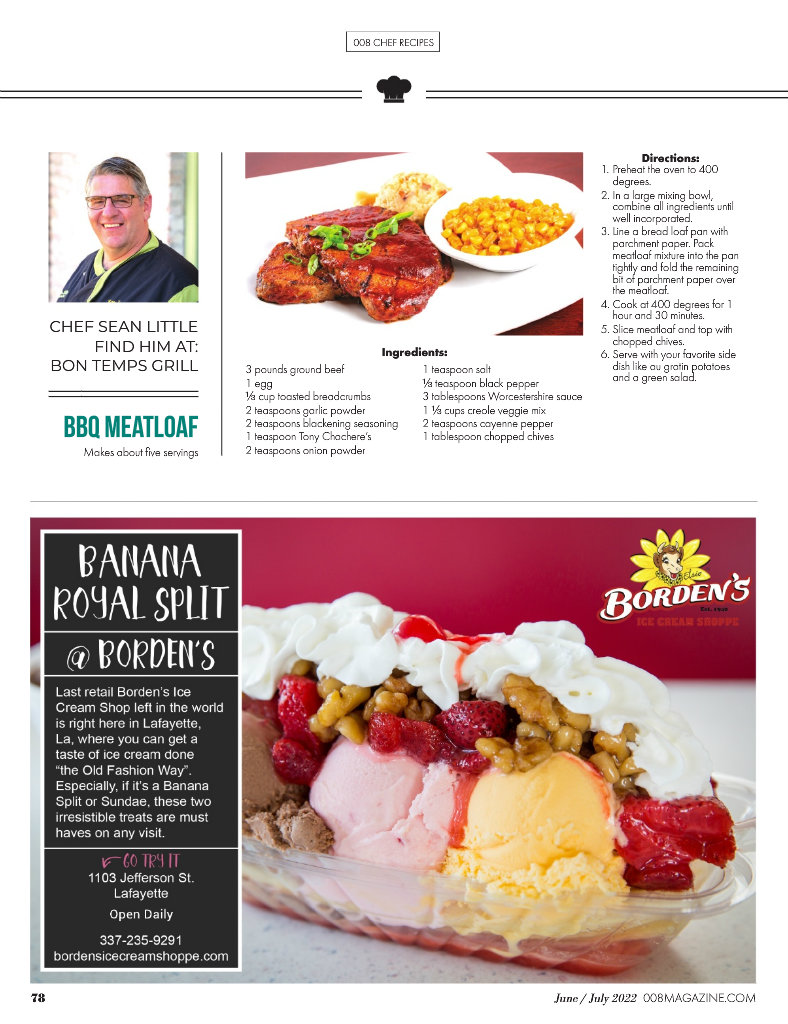 008 CHEF RECIPES
CHEF SEAN LITTLE
FIND HIM AT:
BON TEMPS GRILL
BBQ MEATLOAF
Makes about five servings
Ingredients:
3 pounds ground beef
1 egg
⅓ cup toasted breadcrumbs
2 teaspoons garlic powder
2 teaspoons blackening seasoning
1 teaspoon Tony Chachere's
2 teaspoons onion powder
1 teaspoon salt
⅓ teaspoon black pepper
3 tablespoons Worcestershire sauce
1 ⅓ cups creole veggie mix
2 teaspoons cayenne pepper
1 tablespoon chopped chives
Directions:
1. Preheat the oven to 400
degrees.
2. In a large mixing bowl,
combine all ingredients until
well incorporated.
3. Line a bread loaf pan with
parchment paper. Pack
meatloaf mixture into the pan
tightly and fold the remaining
bit of parchment paper over
the meatloaf.
4. Cook at 400 degrees for 1
hour and 30 minutes.
5. Slice meatloaf and top with
chopped chives.
6. Serve with your favorite side
dish like au gratin potatoes
and a green salad.
BANANA
ROYAL SPLIT
@ BORDEN'S
Last retail Borden's Ice
Cream Shop left in the world
is right here in Lafayette,
La, where you can get a
taste of ice cream done
“the Old Fashion Way”.
Especially, if it's a Banana
Split or Sundae, these two
irresistible treats are must
haves on any visit.
GO TRY IT
1103 Jefferson St.
Lafayette
Open Daily
337-235-9291
bordensicecreamshoppe.com
Elsie
BORDEN'S
EST. 1940
ICE CREAM SHOPPE
78
June / July 2022 008MAGAZINE.COM